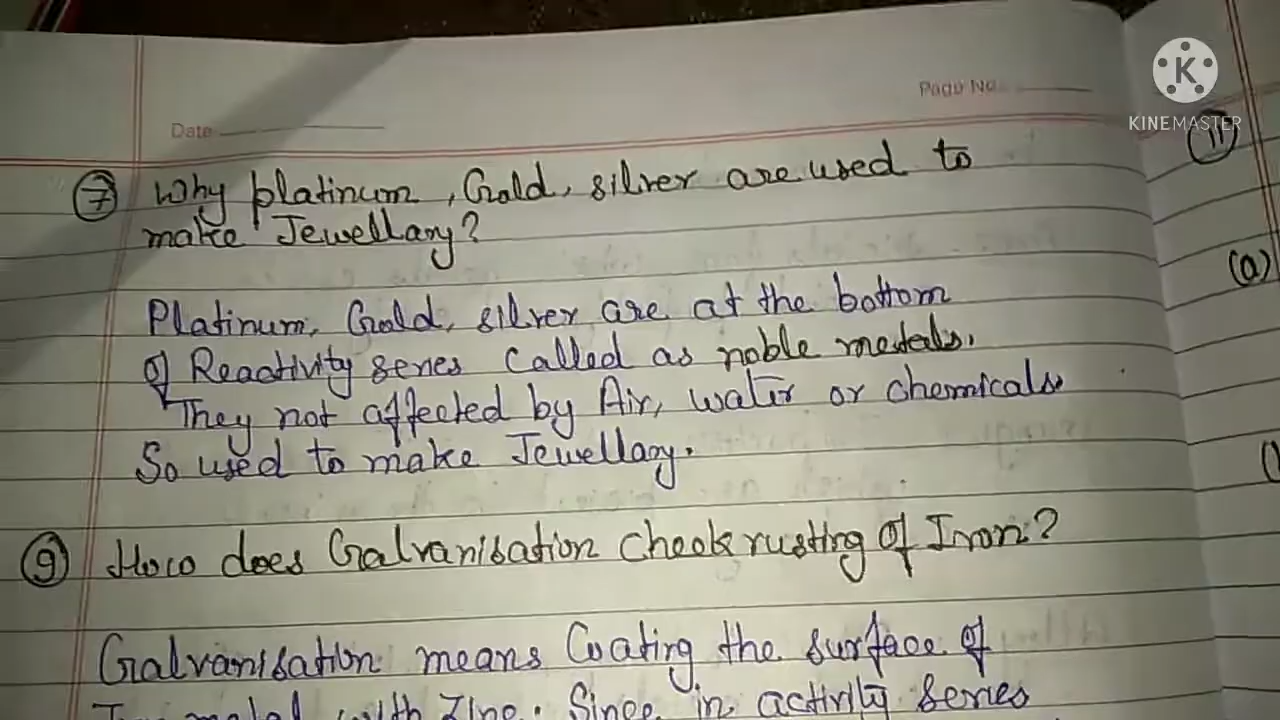 Page No.
K
KINEMASTER
Date
11
7 Why platinum, Gold, silver are used to
make Jewellary?
(a)
Platinum, Gold, silver are at the bottom
of Reactivity series called as noble metals.
They not affected by Air, water or chemicals
So used to make Jewellary.
9 How does Galvanisation check rusting of Iron?
Galvanisation means Coating the surface of
metal with Zinc. Since in activity series